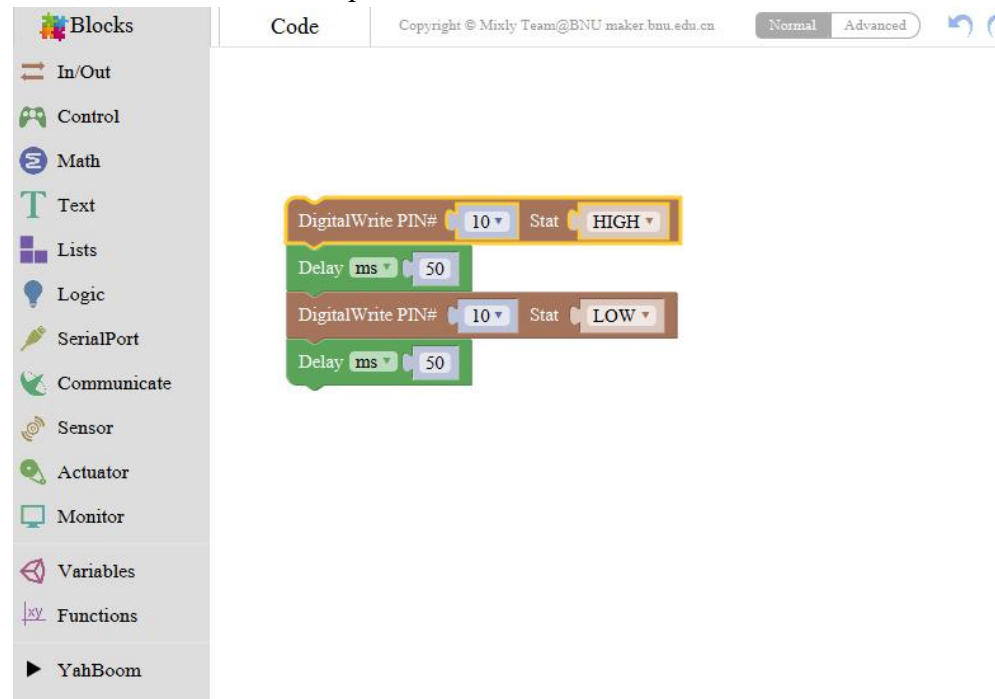 Blocks
Code
Copyright © Mixly Team@BNU maker.bnu.edu.cn
Normal
Advanced
In/Out
Control
Math
Text
Lists
Logic
SerialPort
Communicate
Sensor
Actuator
Monitor
Variables
Functions
YahBoom
DigitalWrite PIN# 10 Stat HIGH
Delay ms 50
DigitalWrite PIN# 10 Stat LOW
Delay ms 50